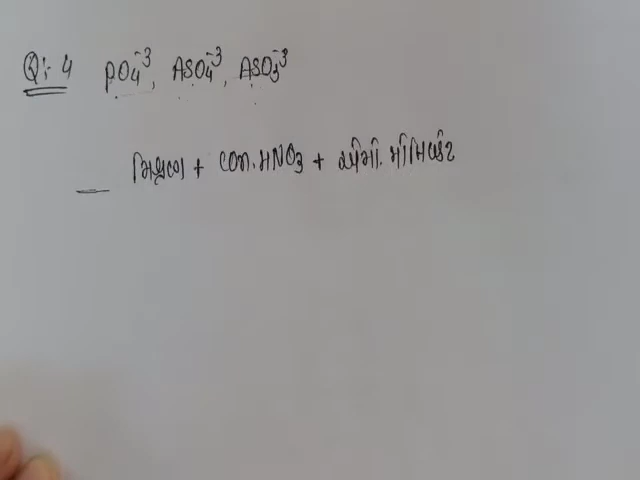 Q:- 4 PO₄⁻³, ASO₄⁻³, ASO₃⁻³
મિશ્રણ + con. HNO₃ + એમો. મોલિબ્ડેટ